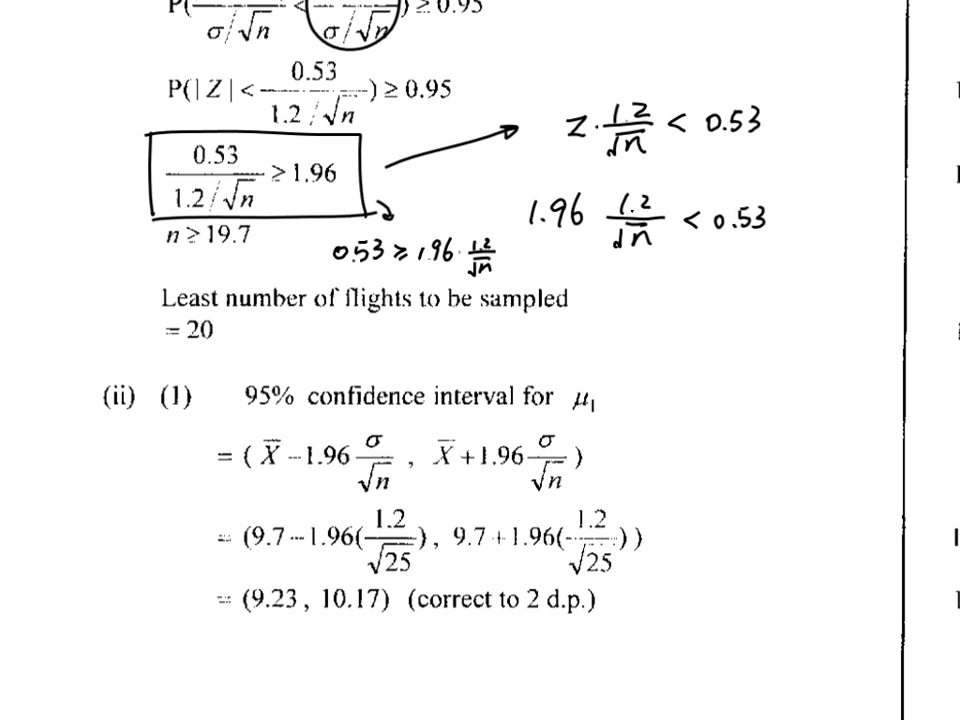 P( / σ/√n < / σ/√n ) ≥ 0.95
P(| Z | < 0.53 / 1.2/√n ) ≥ 0.95
0.53 / 1.2/√n ≥ 1.96
z · 1.2/√n < 0.53
1.96 1.2/√n < 0.53
n ≥ 19.7
0.53 ≥ 1.96 · 1.2/√n
Least number of flights to be sampled
= 20
(ii) (1) 95% confidence interval for μ₁
= ( X̄ − 1.96 σ/√n , X̄ + 1.96 σ/√n )
= (9.7 − 1.96(1.2/√25), 9.7 + 1.96(1.2/√25) )
= (9.23 , 10.17) (correct to 2 d.p.)